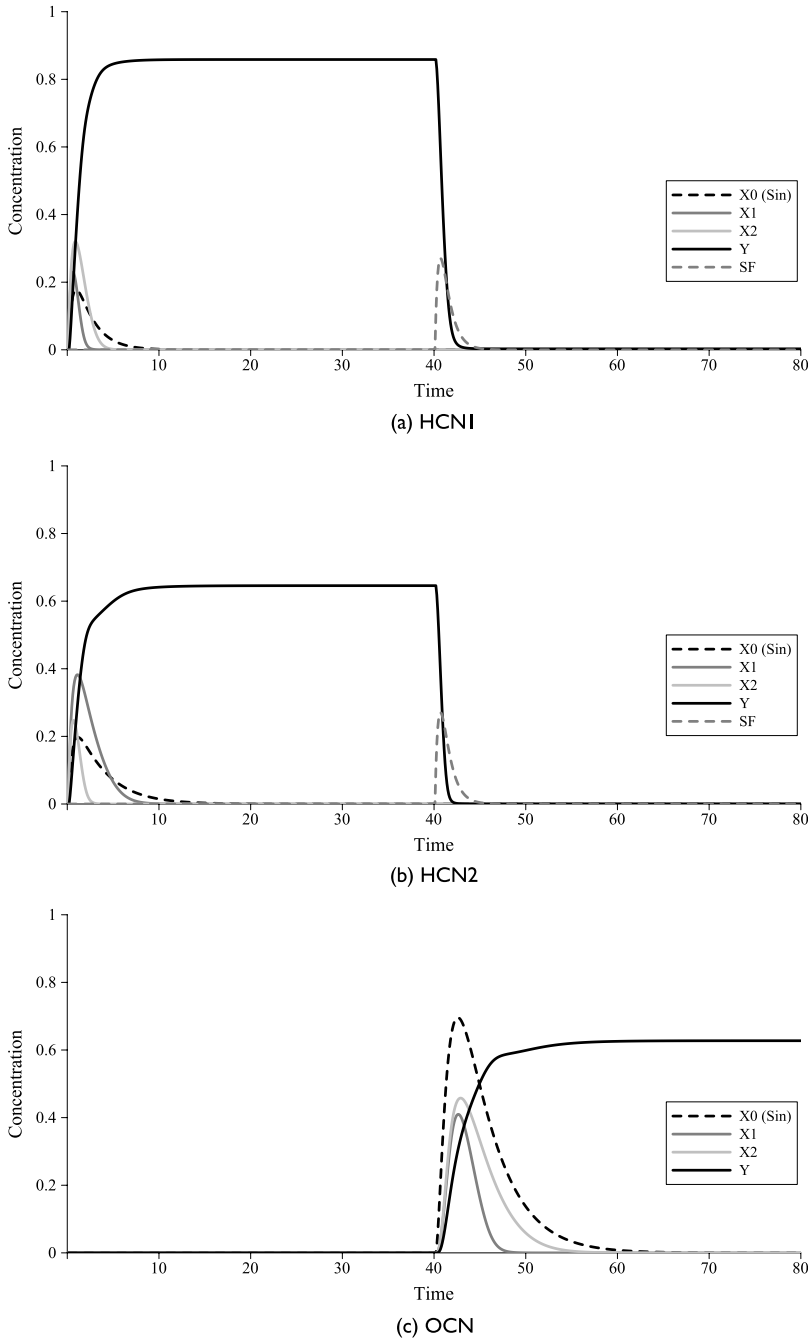 1
0.8
0.6
0.4
0.2
0
Concentration
10 20 30 40 50 60 70 80
Time
X0 (Sin)
X1
X2
Y
SF
(a) HCN1
1
0.8
0.6
0.4
0.2
0
Concentration
10 20 30 40 50 60 70 80
Time
X0 (Sin)
X1
X2
Y
SF
(b) HCN2
1
0.8
0.6
0.4
0.2
0
Concentration
10 20 30 40 50 60 70 80
Time
X0 (Sin)
X1
X2
Y
(c) OCN